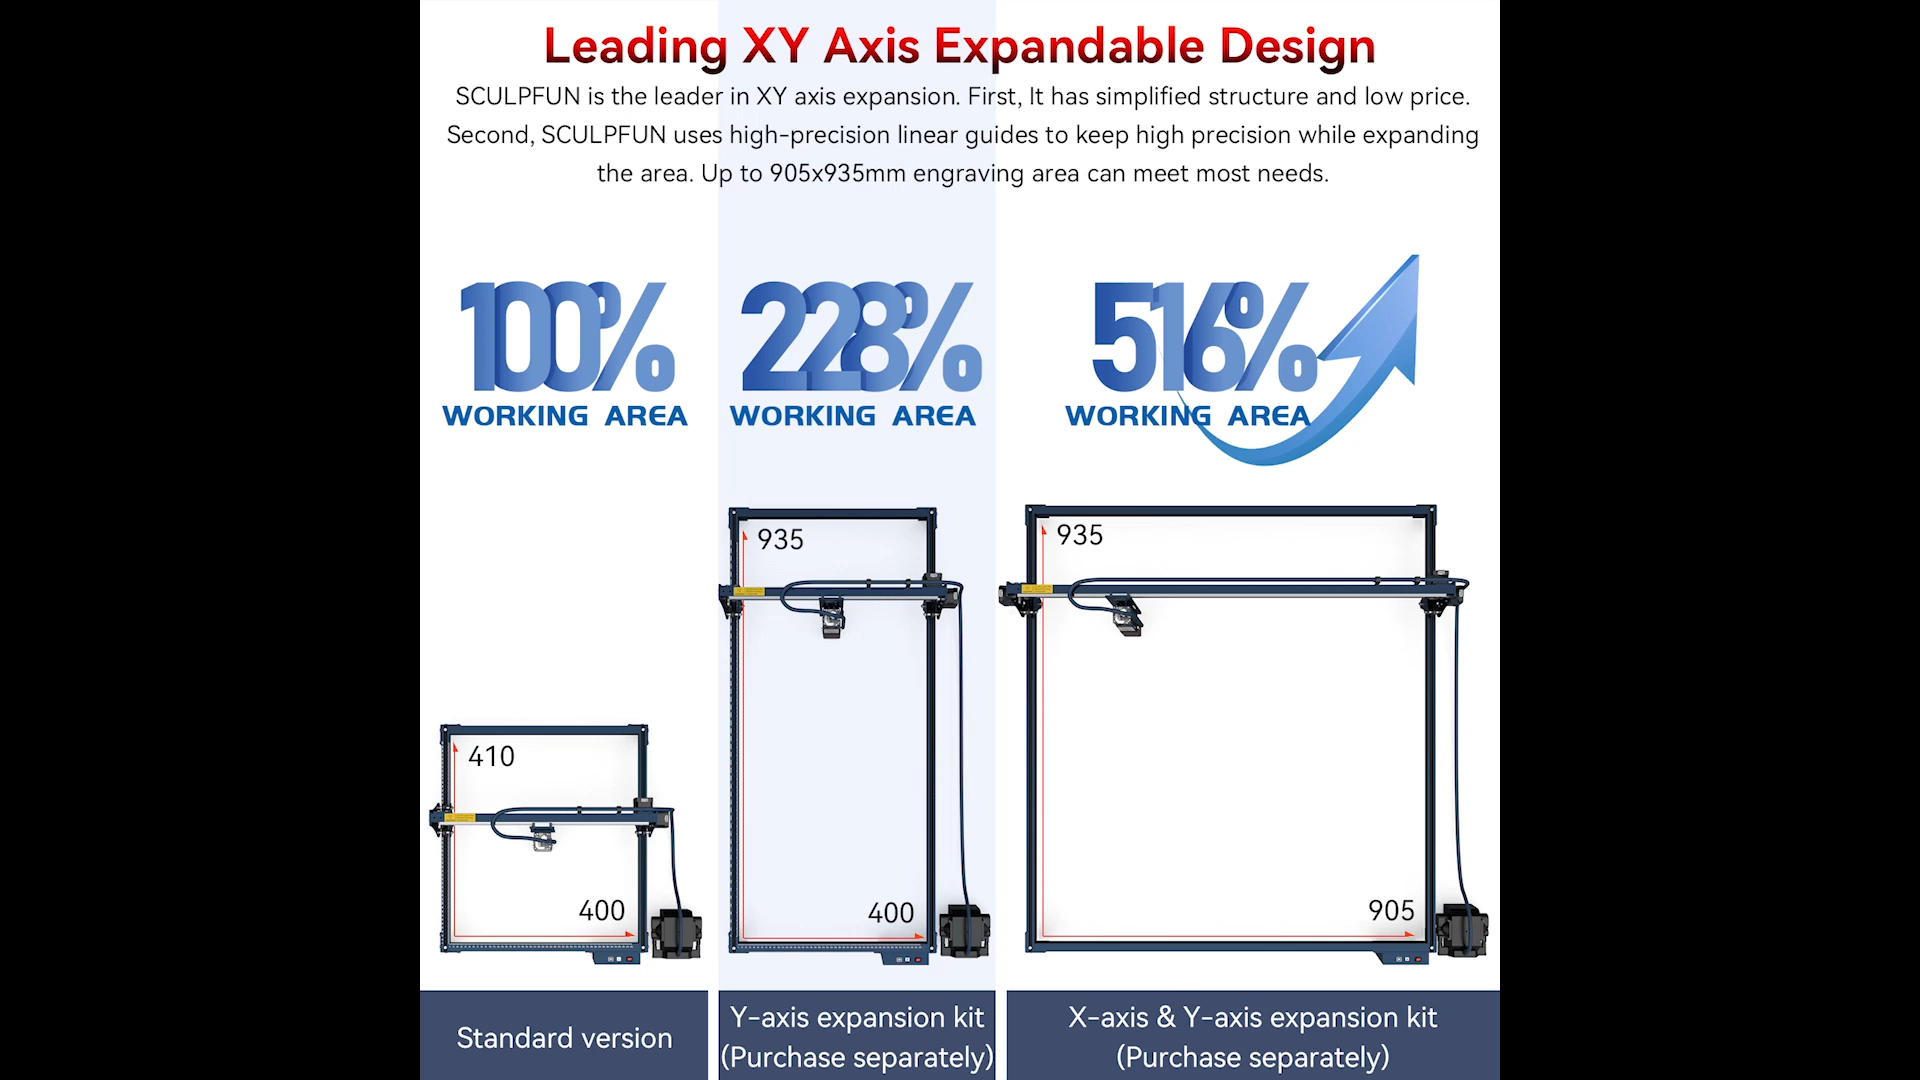 Leading XY Axis Expandable Design
SCULPFUN is the leader in XY axis expansion. First, It has simplified structure and low price.
Second, SCULPFUN uses high-precision linear guides to keep high precision while expanding
the area. Up to 905x935mm engraving area can meet most needs.
100%
WORKING AREA
228%
WORKING AREA
516%
WORKING AREA
410
400
935
400
935
905
Standard version
Y-axis expansion kit
(Purchase separately)
X-axis & Y-axis expansion kit
(Purchase separately)